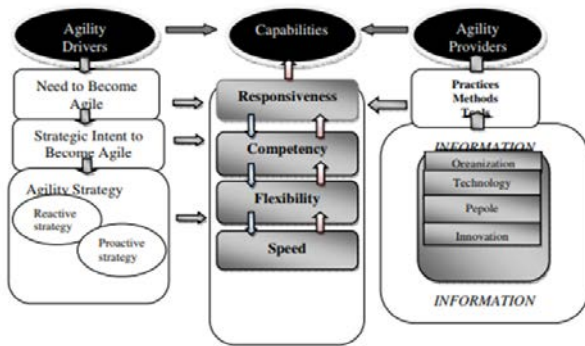 Agility
Drivers
Need to Become
Agile
Strategic Intent to
Become Agile
Agility Strategy
Reactive
strategy
Proactive
strategy
Capabilities
Responsiveness
Competency
Flexibility
Speed
Agility
Providers
Practices
Methods
Tools
INFORMATION
Oreanization
Technology
Pepole
Innovation
INFORMATION